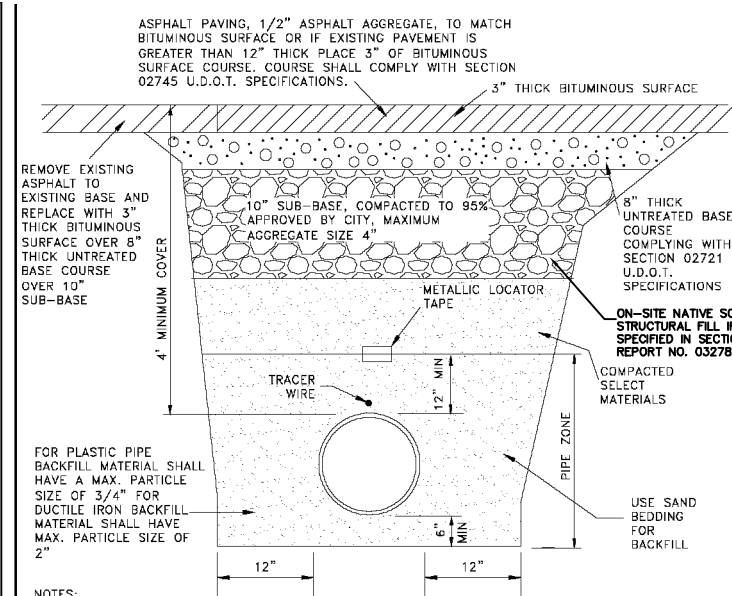 ASPHALT PAVING, 1/2" ASPHALT AGGREGATE, TO MATCH
BITUMINOUS SURFACE OR IF EXISTING PAVEMENT IS
GREATER THAN 12" THICK PLACE 3" OF BITUMINOUS
SURFACE COURSE. COURSE SHALL COMPLY WITH SECTION
02745 U.D.O.T. SPECIFICATIONS.
3" THICK BITUMINOUS SURFACE
REMOVE EXISTING
ASPHALT TO
EXISTING BASE AND
REPLACE WITH 3"
THICK BITUMINOUS
SURFACE OVER 8"
THICK UNTREATED
BASE COURSE
OVER 10"
SUB-BASE
4' MINIMUM COVER
10" SUB-BASE, COMPACTED TO 95%
APPROVED BY CITY, MAXIMUM
AGGREGATE SIZE 4"
8" THICK
UNTREATED BASE
COURSE
COMPLYING WITH
SECTION 02721
U.D.O.T.
SPECIFICATIONS
METALLIC LOCATOR
TAPE
ON-SITE NATIVE
STRUCTURAL FILL
SPECIFIED IN
REPORT NO. 03278
COMPACTED
SELECT
MATERIALS
TRACER
WIRE
12" MIN
PIPE ZONE
FOR PLASTIC PIPE
BACKFILL MATERIAL SHALL
HAVE A MAX. PARTICLE
SIZE OF 3/4" FOR
DUCTILE IRON BACKFILL
MATERIAL SHALL HAVE
MAX. PARTICLE SIZE OF
2"
USE SAND
BEDDING
FOR
BACKFILL
6"
MIN
12"
12"
NOTES: